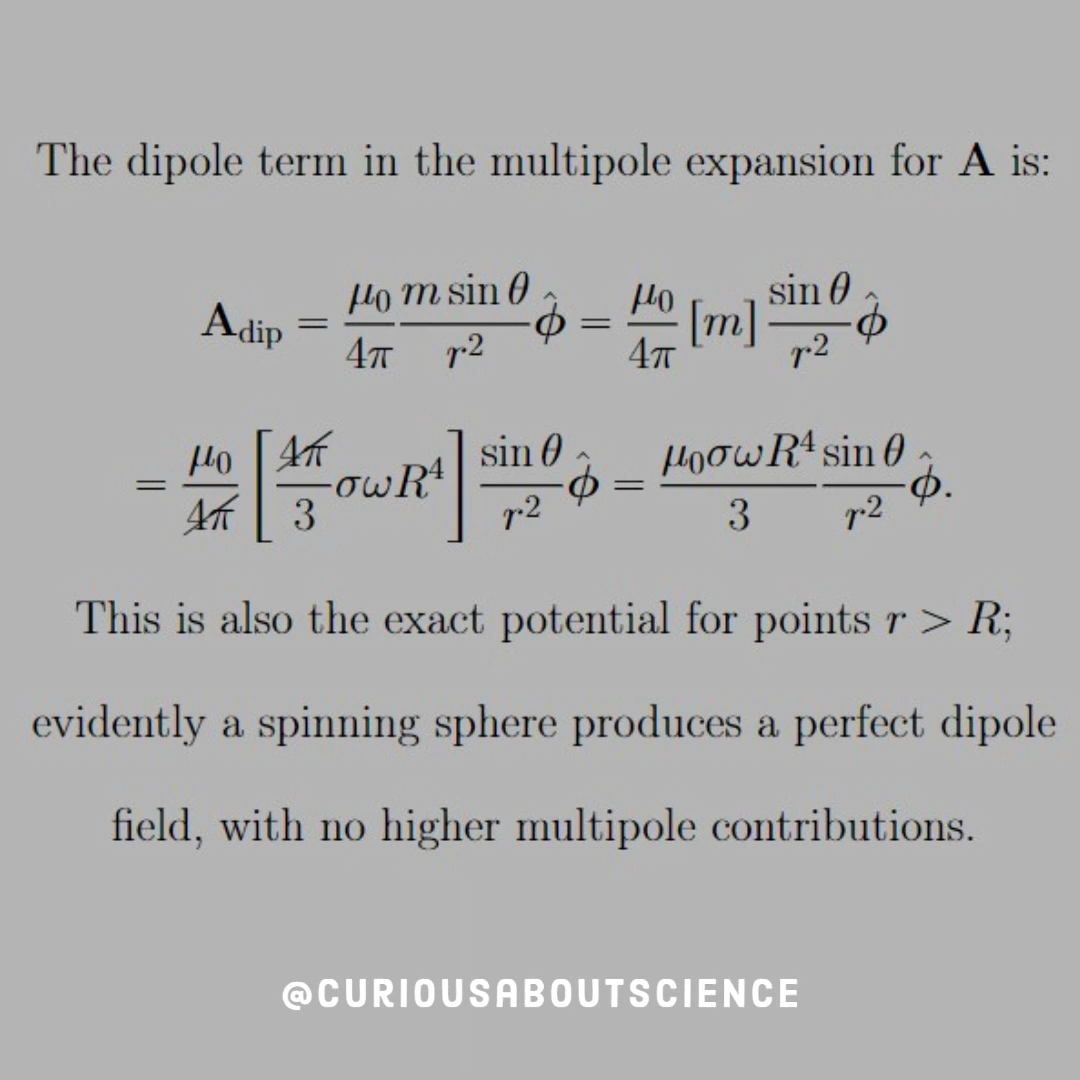 The dipole term in the multipole expansion for A is:
A_dip = μ₀/4π m sin θ/r² φ̂ = μ₀/4π [m] sin θ/r² φ̂
= μ₀/4π [4π/3 σωR⁴] sin θ/r² φ̂ = μ₀σωR⁴/3 sin θ/r² φ̂.
This is also the exact potential for points r > R;
evidently a spinning sphere produces a perfect dipole
field, with no higher multipole contributions.
@CURIOUSABOUTSCIENCE